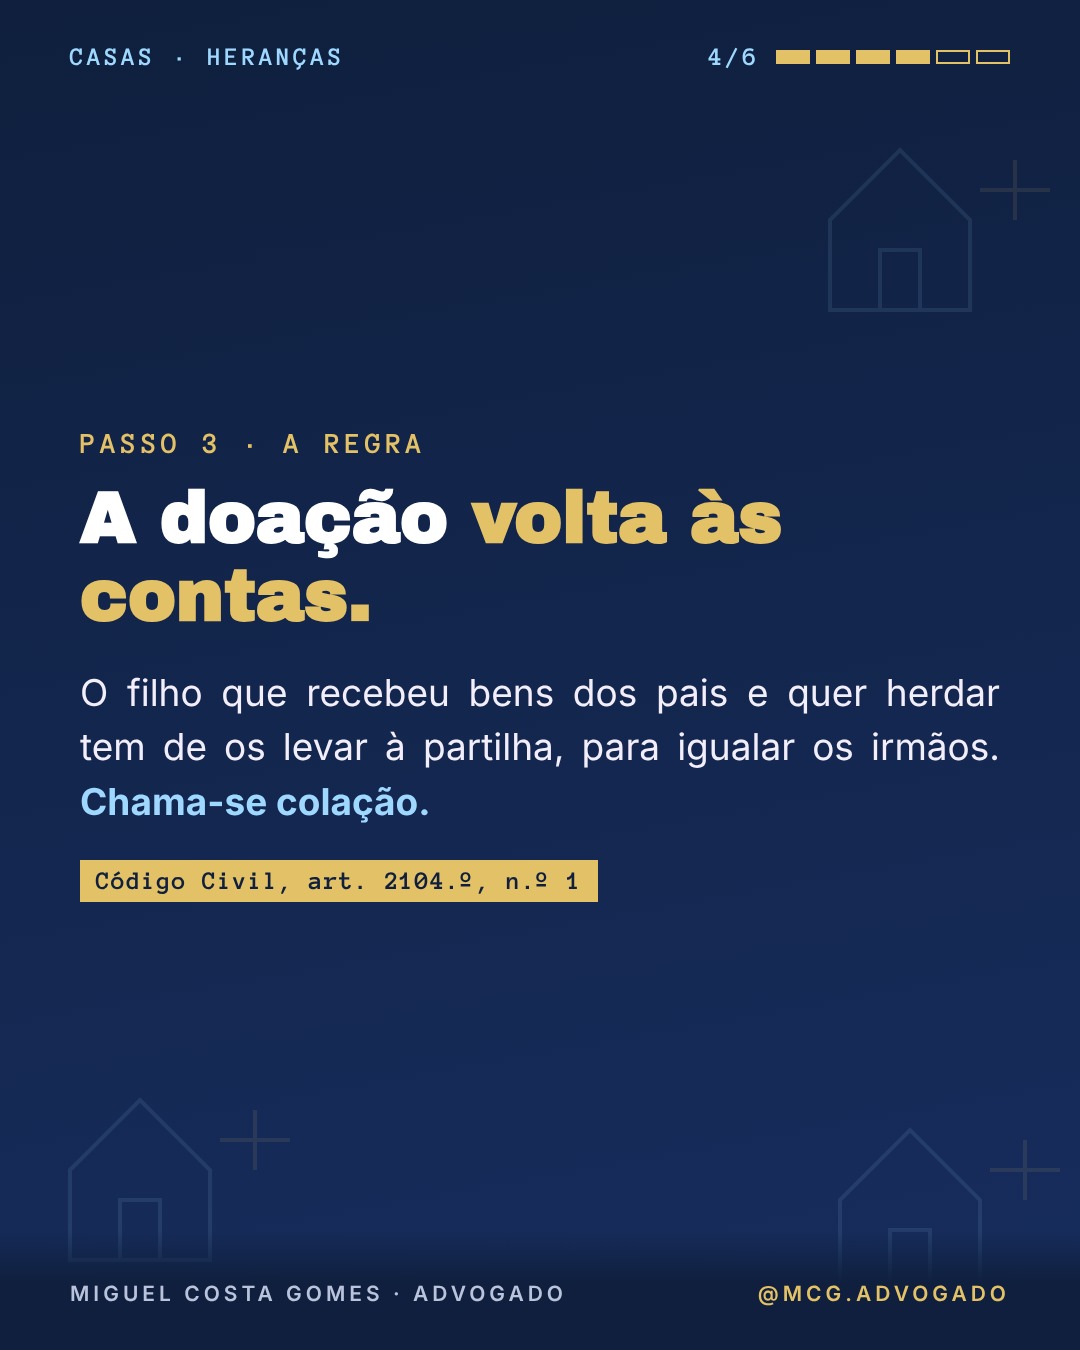 CASAS · HERANÇAS
4/6
PASSO 3 · A REGRA
A doação volta às
contas.
O filho que recebeu bens dos pais e quer herdar
tem de os levar à partilha, para igualar os irmãos.
Chama-se colação.
Código Civil, art. 2104.º, n.º 1
MIGUEL COSTA GOMES · ADVOGADO
@MCG.ADVOGADO